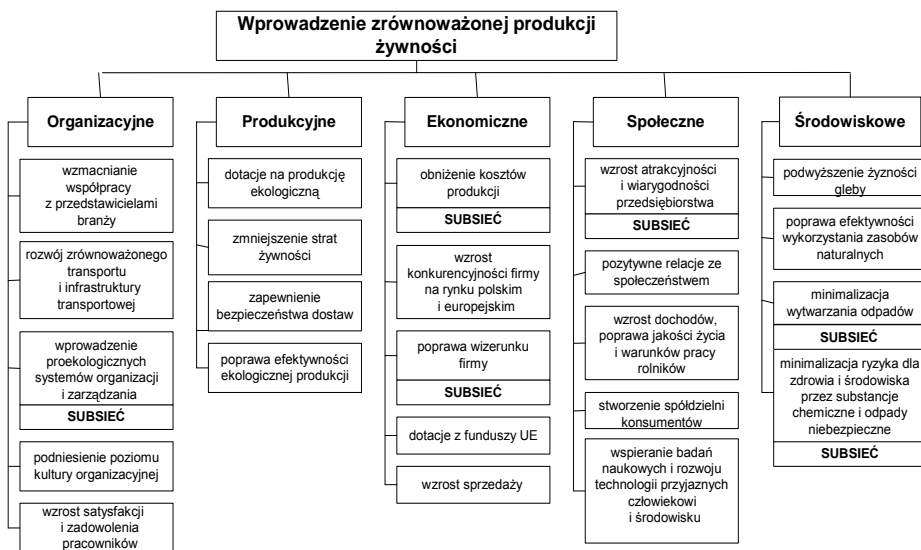 Wprowadzenie zrównoważonej produkcji
żywności
Organizacyjne
wzmacnianie
współpracy
z przedstawicielami
branży
rozwój zrównoważonego
transportu
i infrastruktury
transportowej
wprowadzenie
proekologicznych
systemów organizacji
i zarządzania
SUBSIEĆ
podniesienie poziomu
kultury organizacyjnej
wzrost satysfakcji
i zadowolenia
pracowników
Produkcyjne
dotacje na produkcję
ekologiczną
zmniejszenie strat
żywności
zapewnienie
bezpieczeństwa dostaw
poprawa efektywności
ekologicznej produkcji
Ekonomiczne
obniżenie kosztów
produkcji
SUBSIEĆ
wzrost
konkurencyjności firmy
na rynku polskim
i europejskim
poprawa wizerunku
firmy
SUBSIEĆ
dotacje z funduszy UE
wzrost sprzedaży
Społeczne
wzrost atrakcyjności
i wiarygodności
przedsiębiorstwa
SUBSIEĆ
pozytywne relacje ze
społeczeństwem
wzrost dochodów,
poprawa jakości życia
i warunków pracy
rolników
stworzenie spółdzielni
konsumentów
wspieranie badań
naukowych i rozwoju
technologii przyjaznych
człowiekowi
i środowisku
Środowiskowe
podwyższenie żyzności
gleby
poprawa efektywności
wykorzystania zasobów
naturalnych
minimalizacja
wytwarzania odpadów
SUBSIEĆ
minimalizacja ryzyka dla
zdrowia i środowiska
przez substancje
chemiczne i odpady
niebezpieczne
SUBSIEĆ